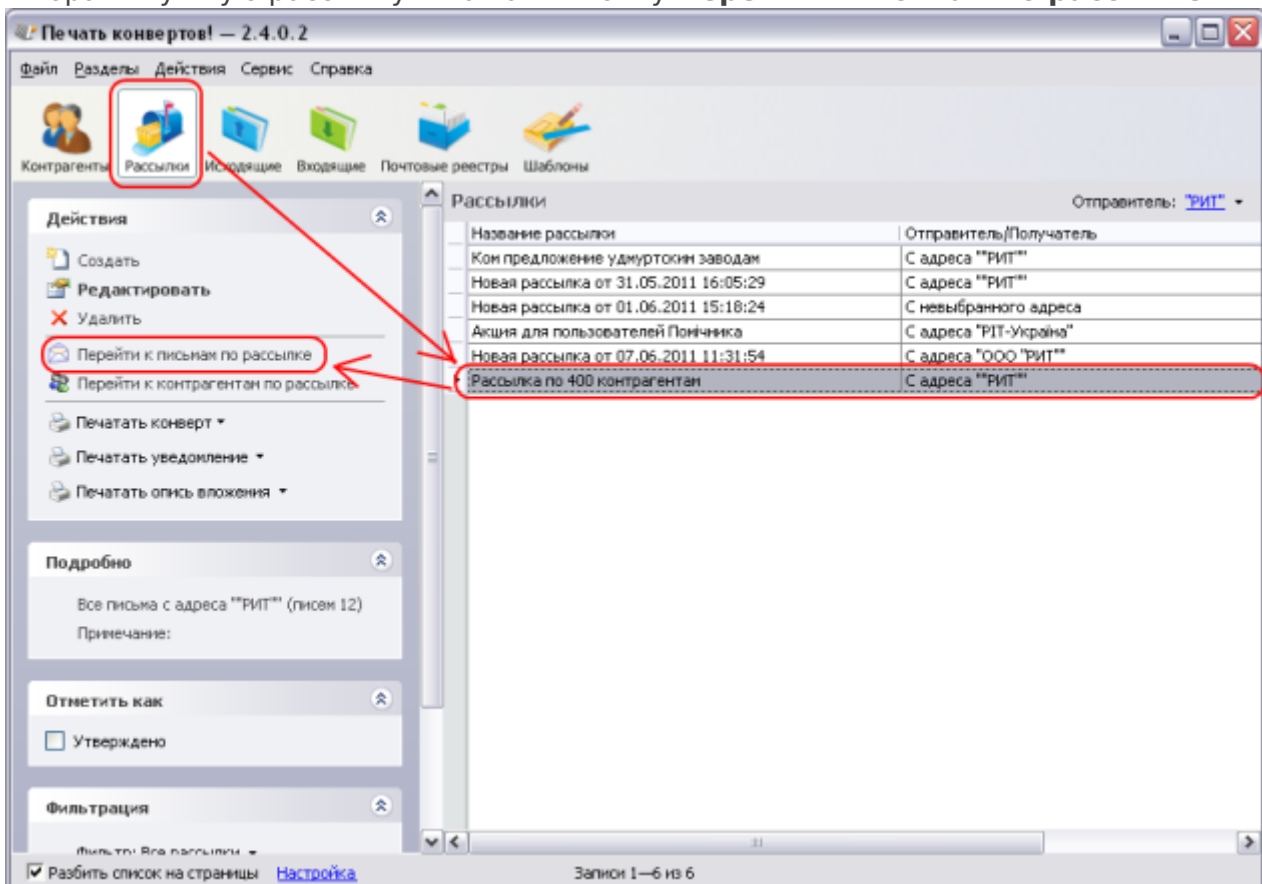 Печать конвертов! — 2.4.0.2
Файл Разделы Действия Сервис Справка
Контрагенты Рассылки Исходящие Входящие Почтовые реестры Шаблоны
Действия
Создать
Редактировать
Удалить
Перейти к письмам по рассылке
Перейти к контрагентам по рассылке
Печатать конверт
Печатать уведомление
Печатать опись вложения
Подробно
Все письма с адреса ""РИТ"" (писем 12)
Примечание:
Отметить как
Утверждено
Фильтрация
Фильтр: Все рассылки
Рассылки Отправитель: "РИТ"
Название рассылки Отправитель/Получатель
Ком предложение удмуртским заводам С адреса ""РИТ""
Новая рассылка от 31.05.2011 16:05:29 С адреса ""РИТ""
Новая рассылка от 01.06.2011 15:18:24 С невыбранного адреса
Акция для пользователей Помічника С адреса "РІТ-Україна"
Новая рассылка от 07.06.2011 11:31:54 С адреса "ООО "РИТ""
Рассылка по 400 контрагентам С адреса ""РИТ""
Разбить список на страницы Настройка Записи 1—6 из 6